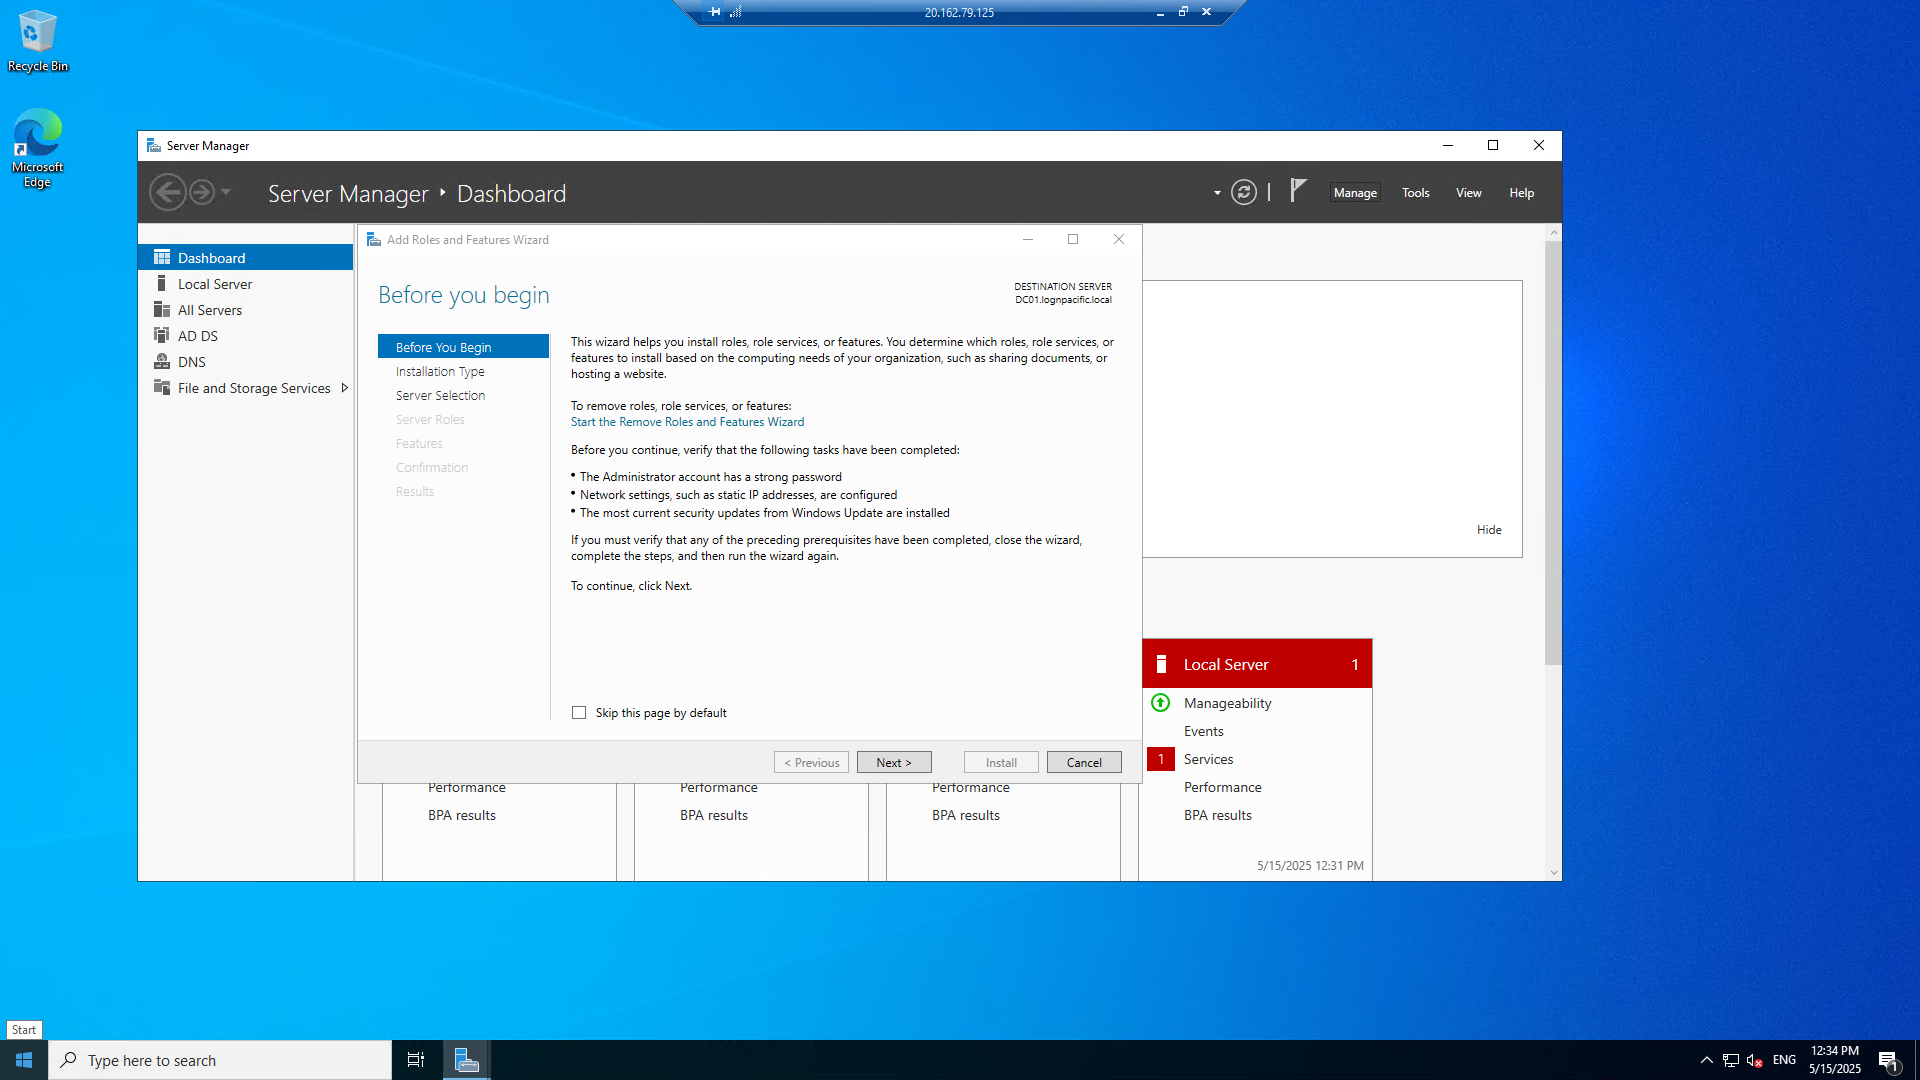 20.162.79.125
Recycle Bin
Microsoft
Edge
Server Manager
Server Manager
Dashboard
Manage
Tools
View
Help
Dashboard
Local Server
All Servers
AD DS
DNS
File and Storage Services
Add Roles and Features Wizard
Before you begin
DESTINATION SERVER
DC01.lognpacific.local
Before You Begin
Installation Type
Server Selection
Server Roles
Features
Confirmation
Results
This wizard helps you install roles, role services, or features. You determine which roles, role services, or
features to install based on the computing needs of your organization, such as sharing documents, or
hosting a website.
To remove roles, role services, or features:
Start the Remove Roles and Features Wizard
Before you continue, verify that the following tasks have been completed:
• The Administrator account has a strong password
• Network settings, such as static IP addresses, are configured
• The most current security updates from Windows Update are installed
If you must verify that any of the preceding prerequisites have been completed, close the wizard,
complete the steps, and then run the wizard again.
To continue, click Next.
Skip this page by default
< Previous
Next >
Install
Cancel
Hide
Local Server
1
Manageability
Events
1
Services
Performance
BPA results
5/15/2025 12:31 PM
Performance
BPA results
Performance
BPA results
Performance
BPA results
Start
Type here to search
ENG
12:34 PM
5/15/2025
1